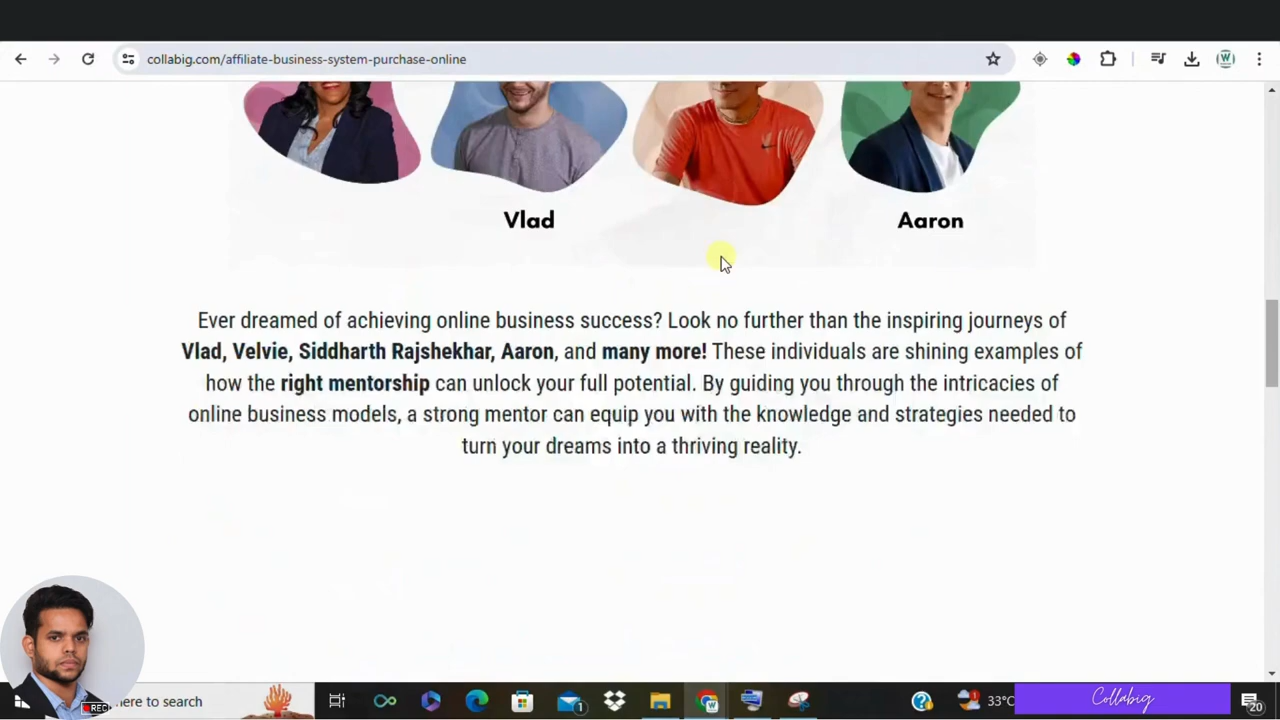 collabig.com/affiliate-business-system-purchase-online
Vlad
Aaron
Ever dreamed of achieving online business success? Look no further than the inspiring journeys of
Vlad, Velvie, Siddharth Rajshekhar, Aaron, and many more! These individuals are shining examples of
how the right mentorship can unlock your full potential. By guiding you through the intricacies of
online business models, a strong mentor can equip you with the knowledge and strategies needed to
turn your dreams into a thriving reality.
REC
here to search
1
1
33°C
Collabig
20